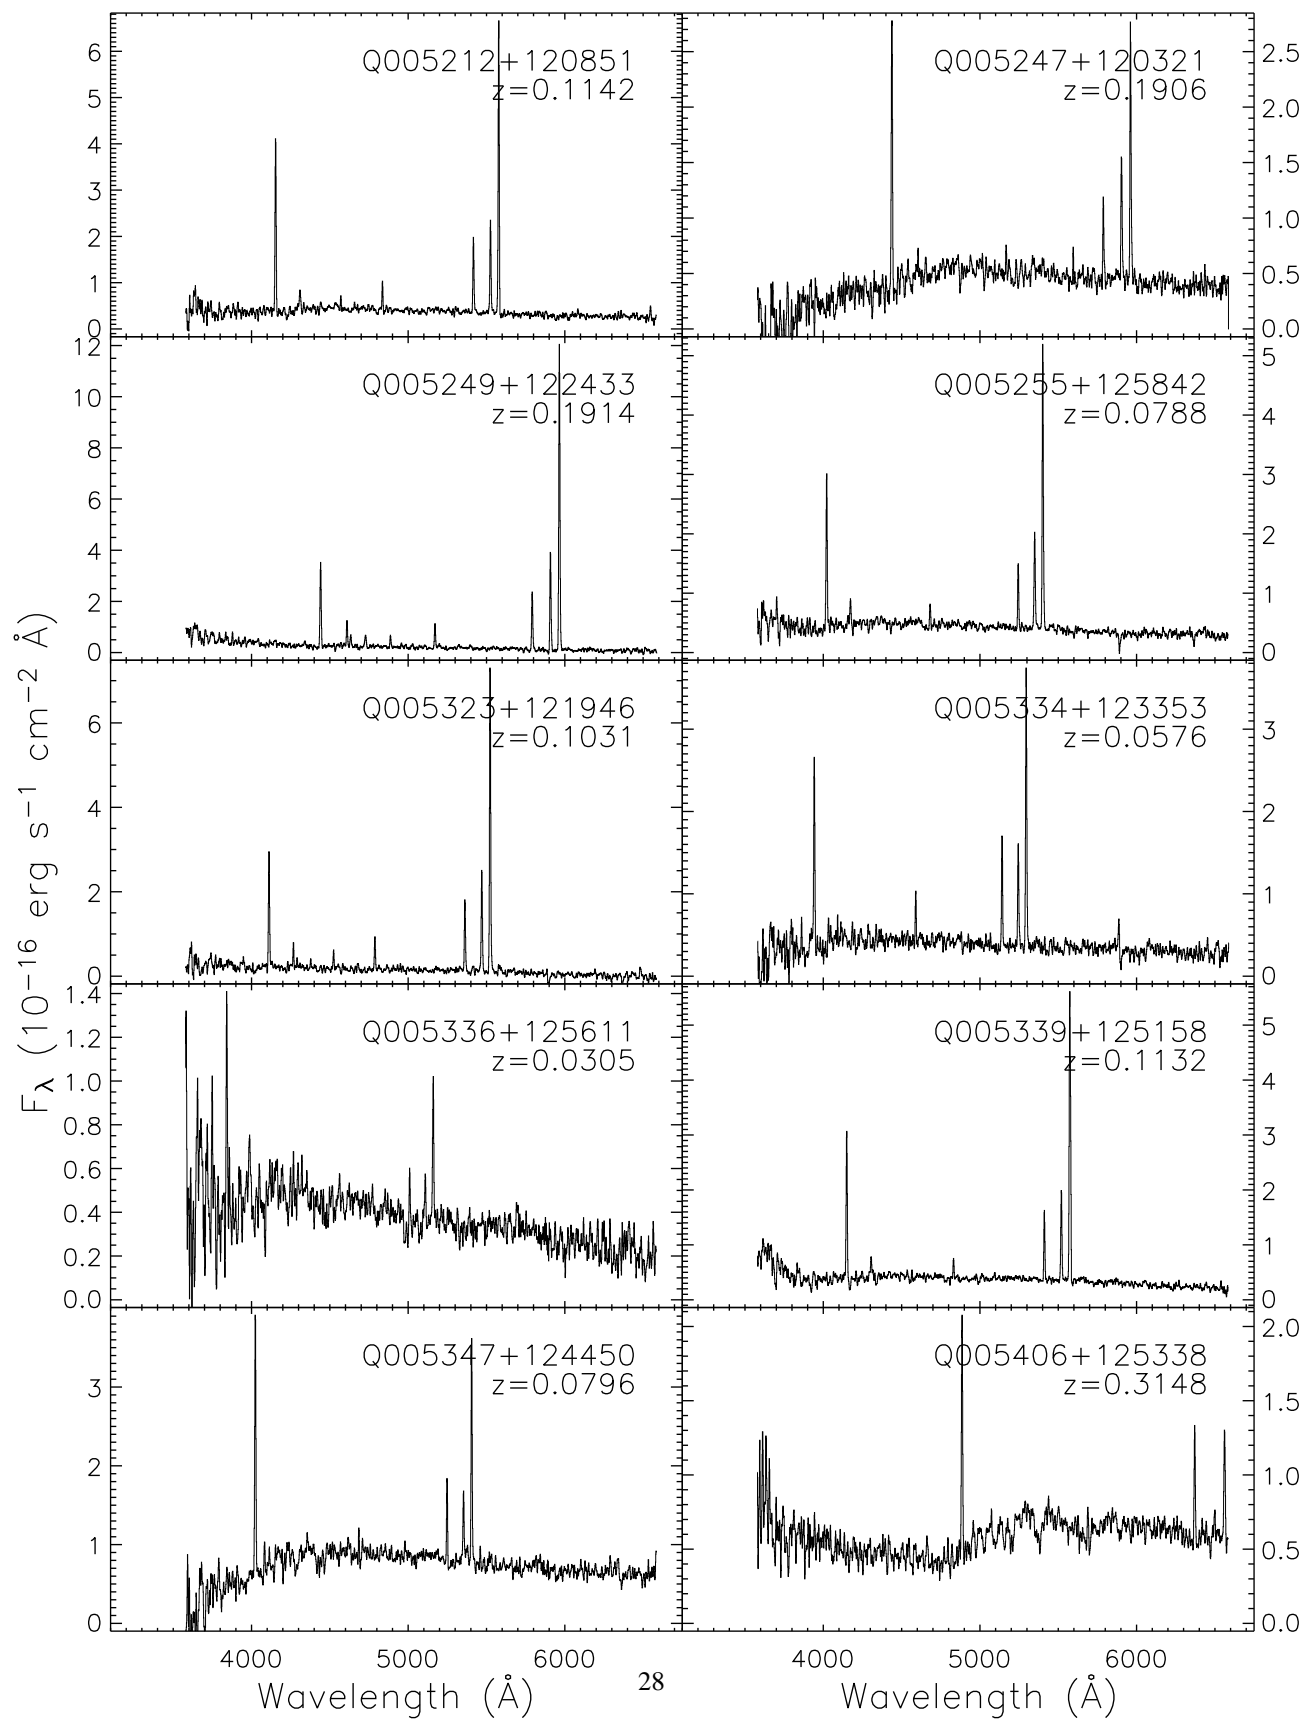 Q005212+120851
z=0.1142
6
5
4
3
2
1
0
Q005247+120321
z=0.1906
2.5
2.0
1.5
1.0
0.5
0.0
Q005249+122433
z=0.1914
12
10
8
6
4
2
0
Q005255+125842
z=0.0788
5
4
3
2
1
0
Q005323+121946
z=0.1031
6
4
2
0
Q005334+123353
z=0.0576
3
2
1
0
Q005336+125611
z=0.0305
1.4
1.2
1.0
0.8
0.6
0.4
0.2
0.0
Q005339+125158
z=0.1132
5
4
3
2
1
0
Q005347+124450
z=0.0796
3
2
1
0
Q005406+125338
z=0.3148
2.0
1.5
1.0
0.5
0.0
Fλ (10−16 erg s−1 cm−2 Å)
4000 5000 6000
4000 5000 6000
Wavelength (Å)
Wavelength (Å)
28